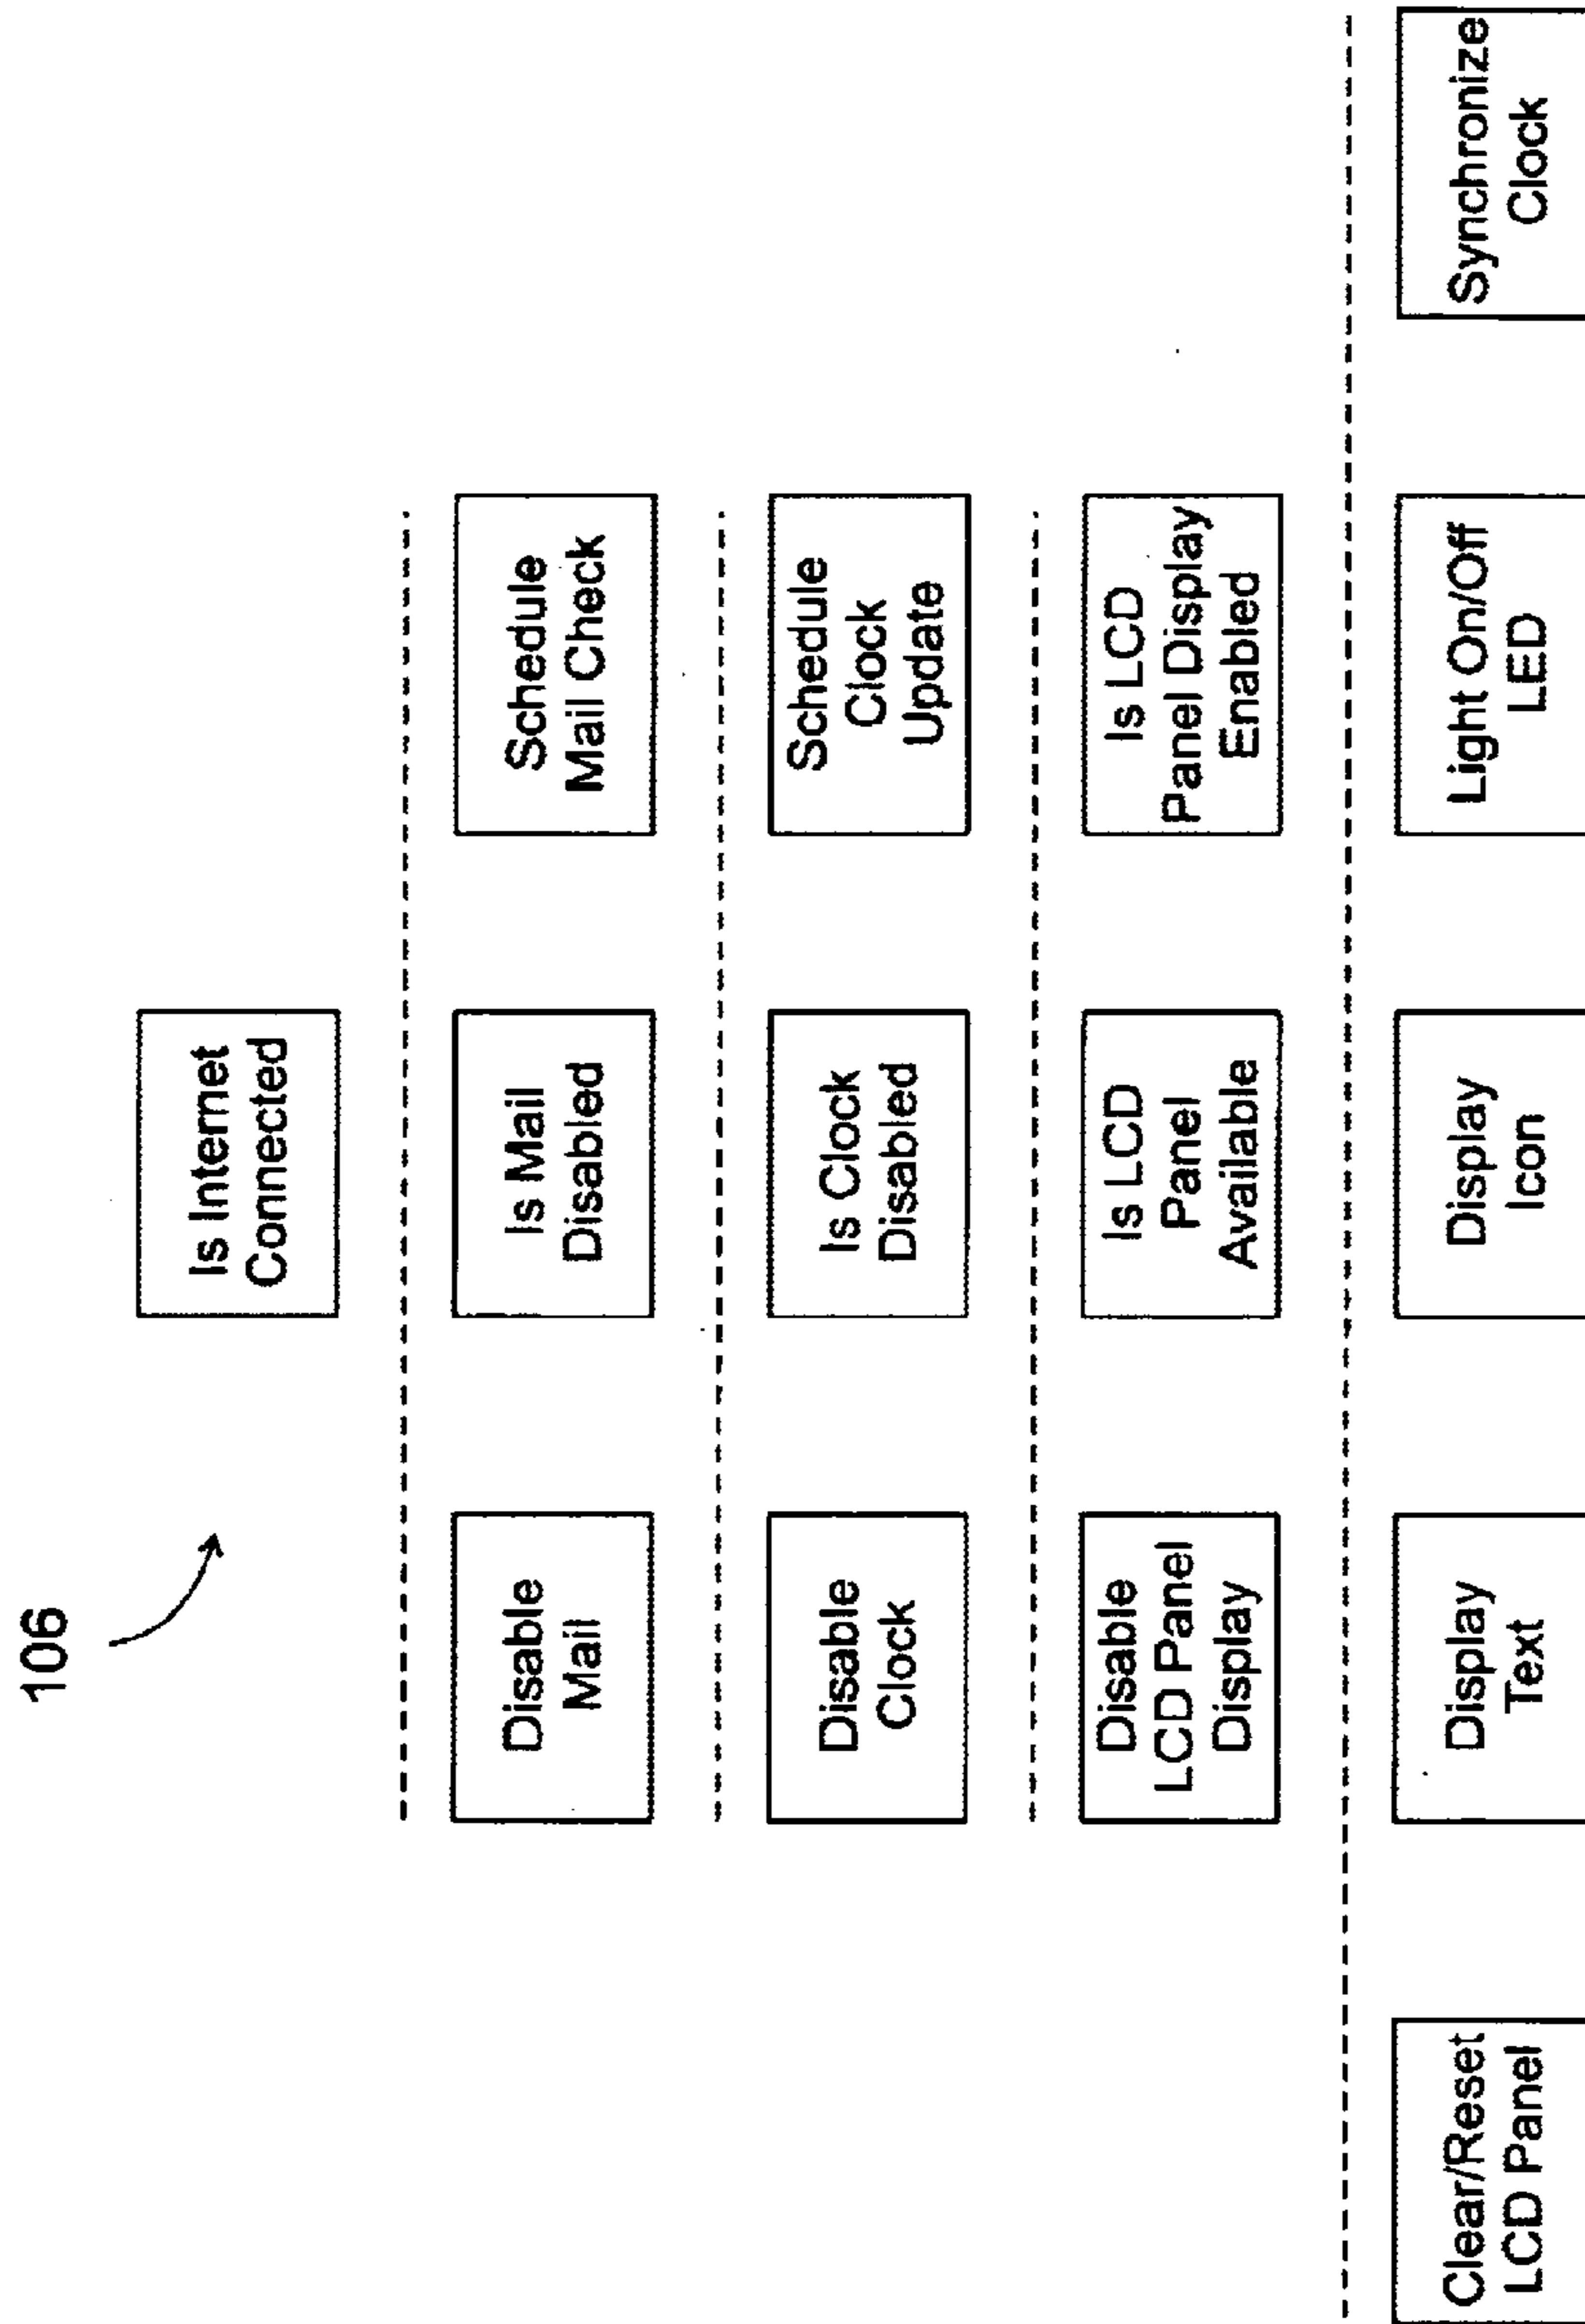 106
Is Internet
Connected
Disable
Mail
Is Mail
Disabled
Schedule
Mail Check
Disable
Clock
Is Clock
Disabled
Schedule
Clock
Update
Disable
LCD Panel
Display
Is LCD
Panel
Available
Is LCD
Panel Display
Enabled
Clear/Reset
LCD Panel
Display
Text
Display
Icon
Light On/Off
LED
Synchronize
Clock